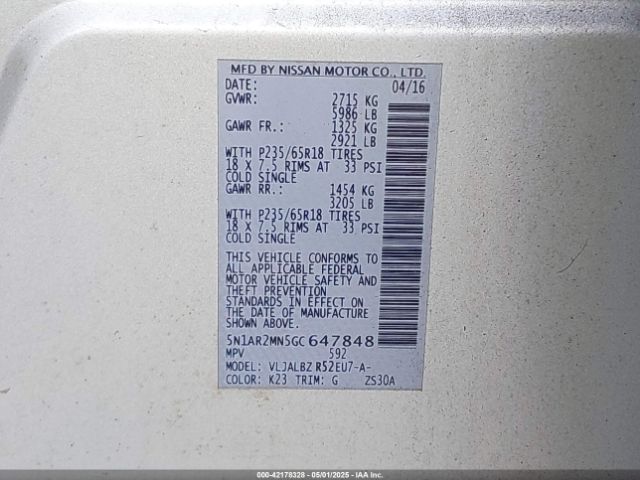 MFD BY NISSAN MOTOR CO., LTD.
DATE: 04/16
GVWR: 2715 KG
5986 LB
GAWR FR.: 1325 KG
2921 LB
WITH P235/65R18 TIRES
18 X 7.5 RIMS AT 33 PSI
COLD SINGLE
GAWR RR.: 1454 KG
3205 LB
WITH P235/65R18 TIRES
18 X 7.5 RIMS AT 33 PSI
COLD SINGLE
THIS VEHICLE CONFORMS TO
ALL APPLICABLE FEDERAL
MOTOR VEHICLE SAFETY AND
THEFT PREVENTION
STANDARDS IN EFFECT ON
THE DATE OF MANUFACTURE
SHOWN ABOVE.
5N1AR2MN5GC647848
MPV 592
MODEL: VLJALBZ R52EU7-A-
COLOR: K23 TRIM: G ZS30A
000-42178328 - 05/01/2025 - IAA Inc.